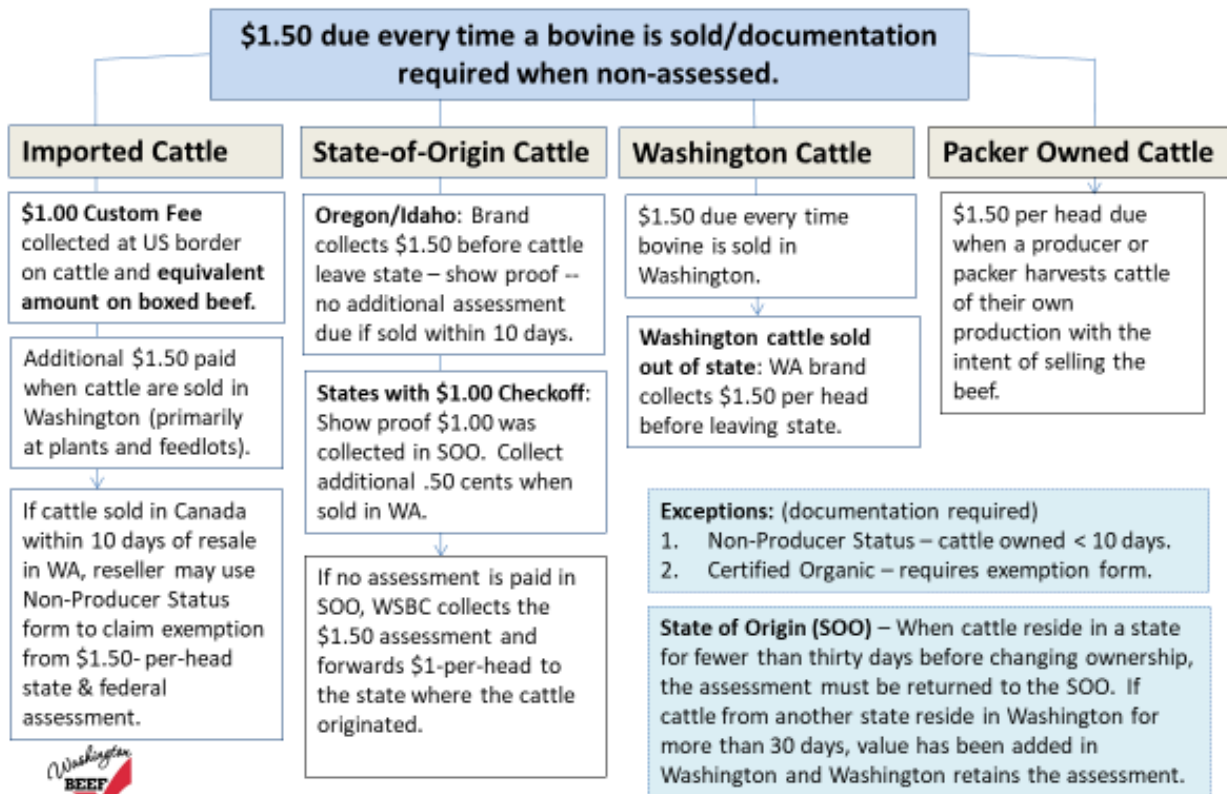 $1.50 due every time a bovine is sold/documentation
required when non-assessed.
Imported Cattle
$1.00 Custom Fee
collected at US border
on cattle and equivalent
amount on boxed beef.
Additional $1.50 paid
when cattle are sold in
Washington (primarily
at plants and feedlots).
If cattle sold in Canada
within 10 days of resale
in WA, reseller may use
Non-Producer Status
form to claim exemption
from $1.50- per-head
state & federal
assessment.
State-of-Origin Cattle
Oregon/Idaho: Brand
collects $1.50 before cattle
leave state – show proof --
no additional assessment
due if sold within 10 days.
States with $1.00 Checkoff:
Show proof $1.00 was
collected in SOO. Collect
additional .50 cents when
sold in WA.
If no assessment is paid in
SOO, WSBC collects the
$1.50 assessment and
forwards $1-per-head to
the state where the cattle
originated.
Washington Cattle
$1.50 due every time
bovine is sold in
Washington.
Washington cattle sold
out of state: WA brand
collects $1.50 per head
before leaving state.
Packer Owned Cattle
$1.50 per head due
when a producer or
packer harvests cattle
of their own
production with the
intent of selling the
beef.
Exceptions: (documentation required)
1. Non-Producer Status – cattle owned < 10 days.
2. Certified Organic – requires exemption form.
State of Origin (SOO) – When cattle reside in a state
for fewer than thirty days before changing ownership,
the assessment must be returned to the SOO. If
cattle from another state reside in Washington for
more than 30 days, value has been added in
Washington and Washington retains the assessment.
Washington
BEEF